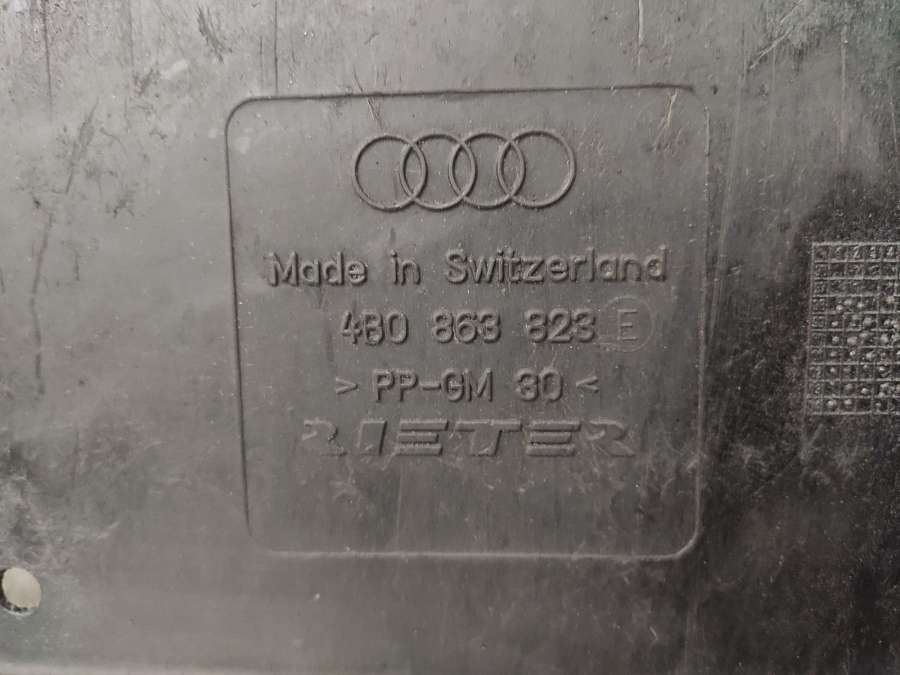 Made in Switzerland
4B0 863 823 E
> PP-GM 30 <
RIETER